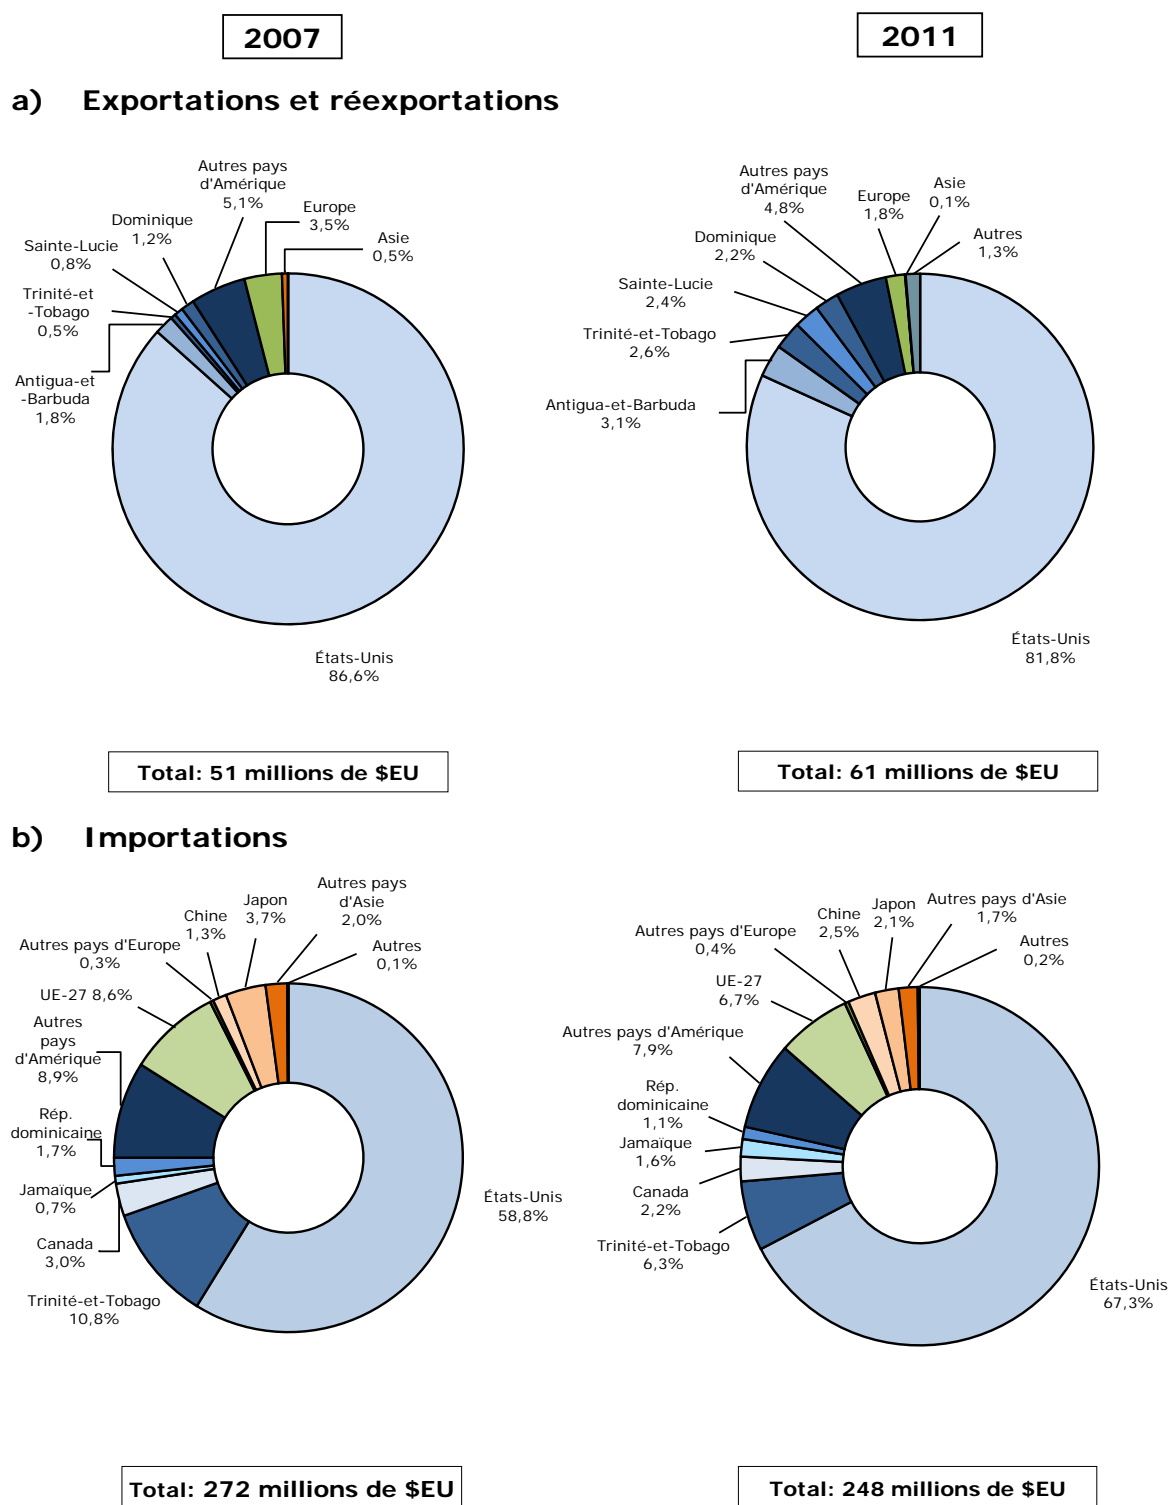 2007
2011
a) Exportations et réexportations
Autres pays
d'Amérique
5,1%
Europe
3,5%
Asie
0,5%
Dominique
1,2%
Sainte-Lucie
0,8%
Trinité-et
-Tobago
0,5%
Antigua-et
-Barbuda
1,8%
États-Unis
86,6%
Autres pays
d'Amérique
4,8%
Europe
1,8%
Asie
0,1%
Autres
1,3%
Dominique
2,2%
Sainte-Lucie
2,4%
Trinité-et-Tobago
2,6%
Antigua-et-Barbuda
3,1%
États-Unis
81,8%
Total: 51 millions de $EU
Total: 61 millions de $EU
b) Importations
Autres pays
d'Asie
2,0%
Japon
3,7%
Chine
1,3%
Autres
0,1%
Autres pays d'Europe
0,3%
UE-27 8,6%
Autres
pays
d'Amérique
8,9%
Rép.
dominicaine
1,7%
Jamaïque
0,7%
Canada
3,0%
Trinité-et-Tobago
10,8%
États-Unis
58,8%
Autres pays d'Asie
1,7%
Japon
2,1%
Chine
2,5%
Autres
0,2%
Autres pays d'Europe
0,4%
UE-27
6,7%
Autres pays d'Amérique
7,9%
Rép.
dominicaine
1,1%
Jamaïque
1,6%
Canada
2,2%
Trinité-et-Tobago
6,3%
États-Unis
67,3%
Total: 272 millions de $EU
Total: 248 millions de $EU